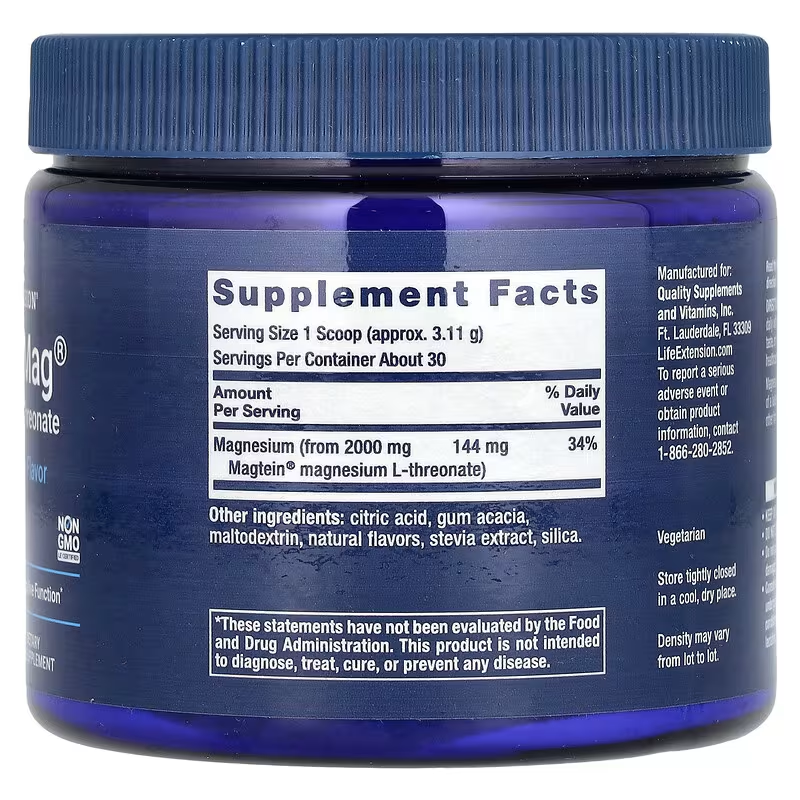 Mag®
Flavor
NON
GMO
LE CERTIFIED
Function*
Supplement Facts
Serving Size 1 Scoop (approx. 3.11 g)
Servings Per Container About 30
Amount % Daily
Per Serving Value
Magnesium (from 2000 mg 144 mg 34%
Magtein® magnesium L-threonate)
Other ingredients: citric acid, gum acacia,
maltodextrin, natural flavors, stevia extract, silica.
*These statements have not been evaluated by the Food
and Drug Administration. This product is not intended
to diagnose, treat, cure, or prevent any disease.
Manufactured for:
Quality Supplements
and Vitamins, Inc.
Ft. Lauderdale, FL 33309
LifeExtension.com
To report a serious
adverse event or
obtain product
information, contact
1-866-280-2852.
Vegetarian
Store tightly closed
in a cool, dry place.
Density may vary
from lot to lot.